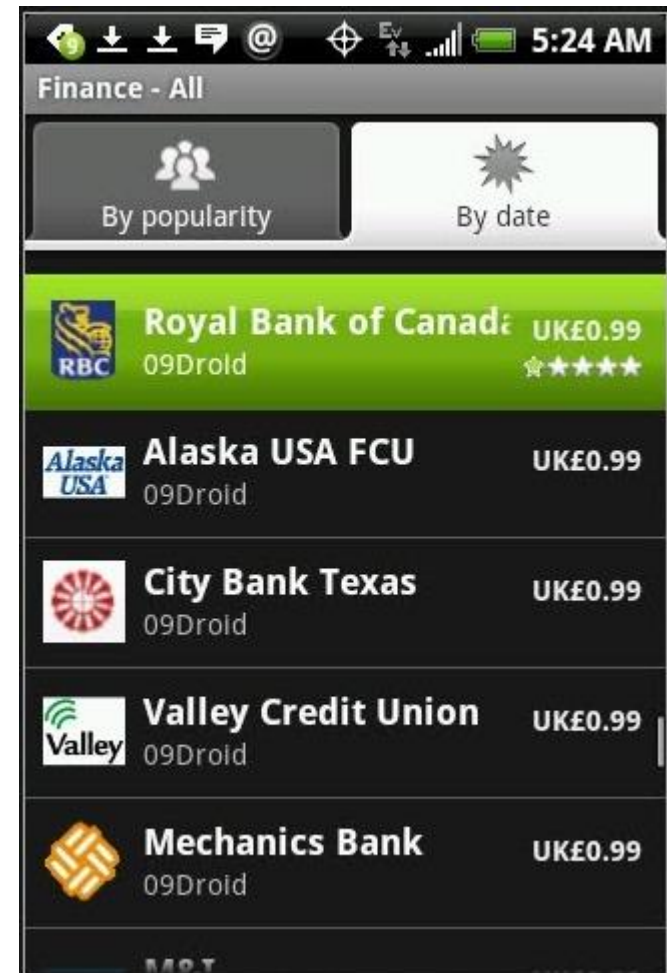 9 @ Ev 5:24 AM
Finance - All
By popularity By date
RBC Royal Bank of Canada UK£0.99
09Droid
Alaska USA Alaska USA FCU UK£0.99
09Droid
City Bank Texas UK£0.99
09Droid
Valley Valley Credit Union UK£0.99
09Droid
Mechanics Bank UK£0.99
09Droid
M&I